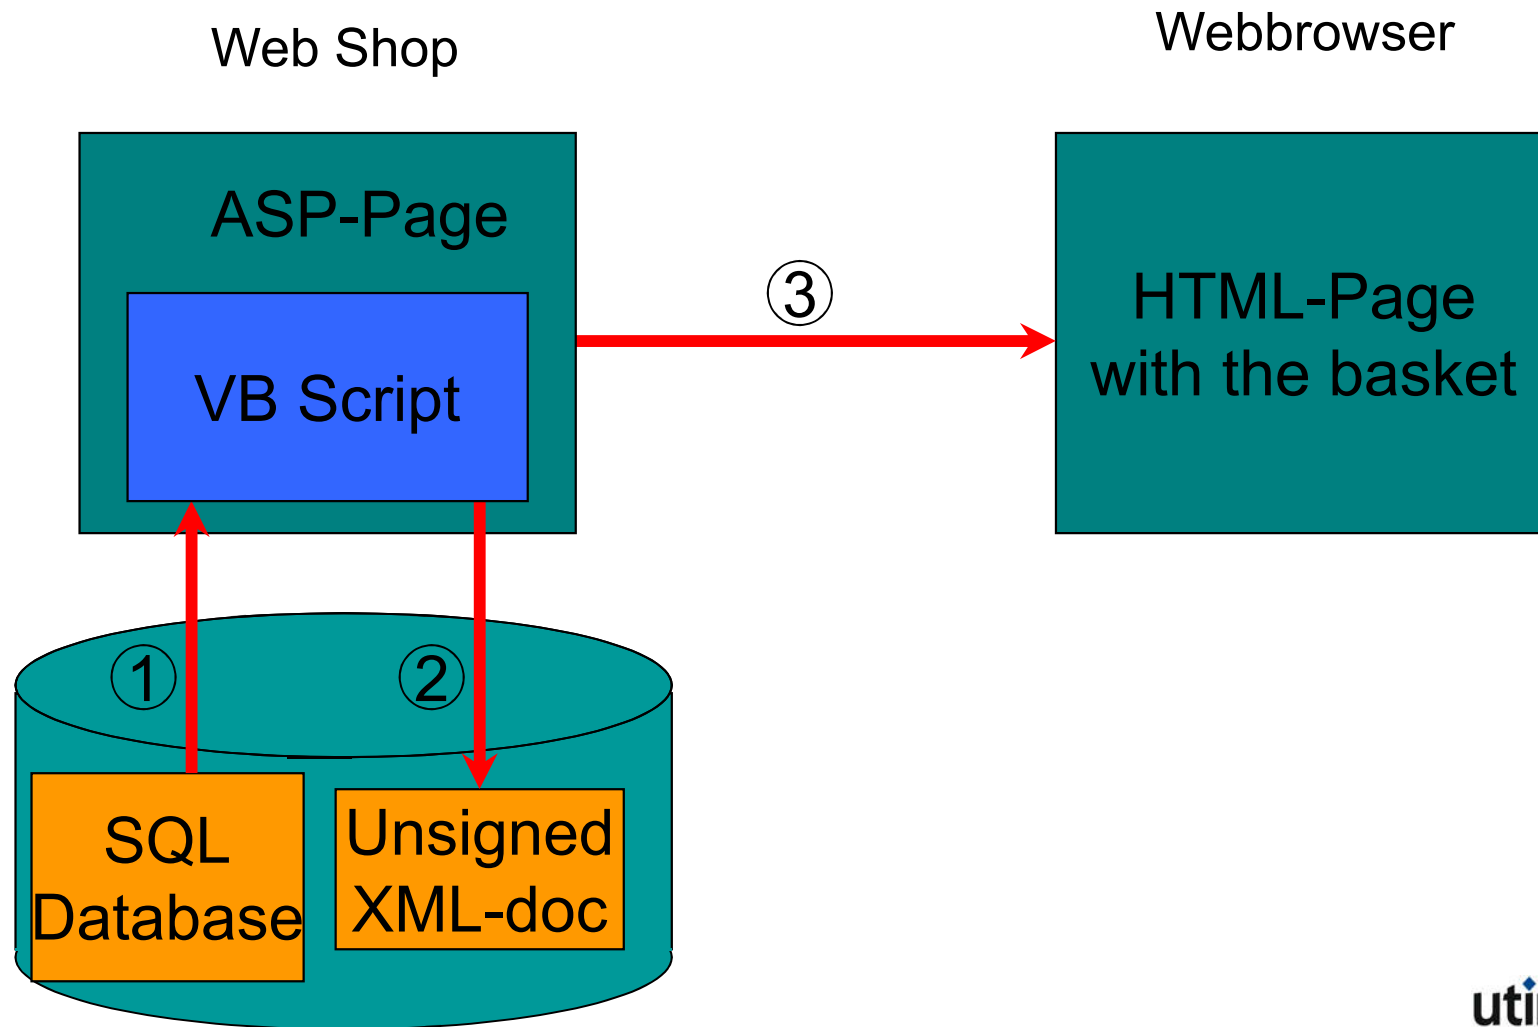 Web Shop
Webbrowser
ASP-Page
VB Script
3
HTML-Page
with the basket
1
2
SQL
Database
Unsigned
XML-doc